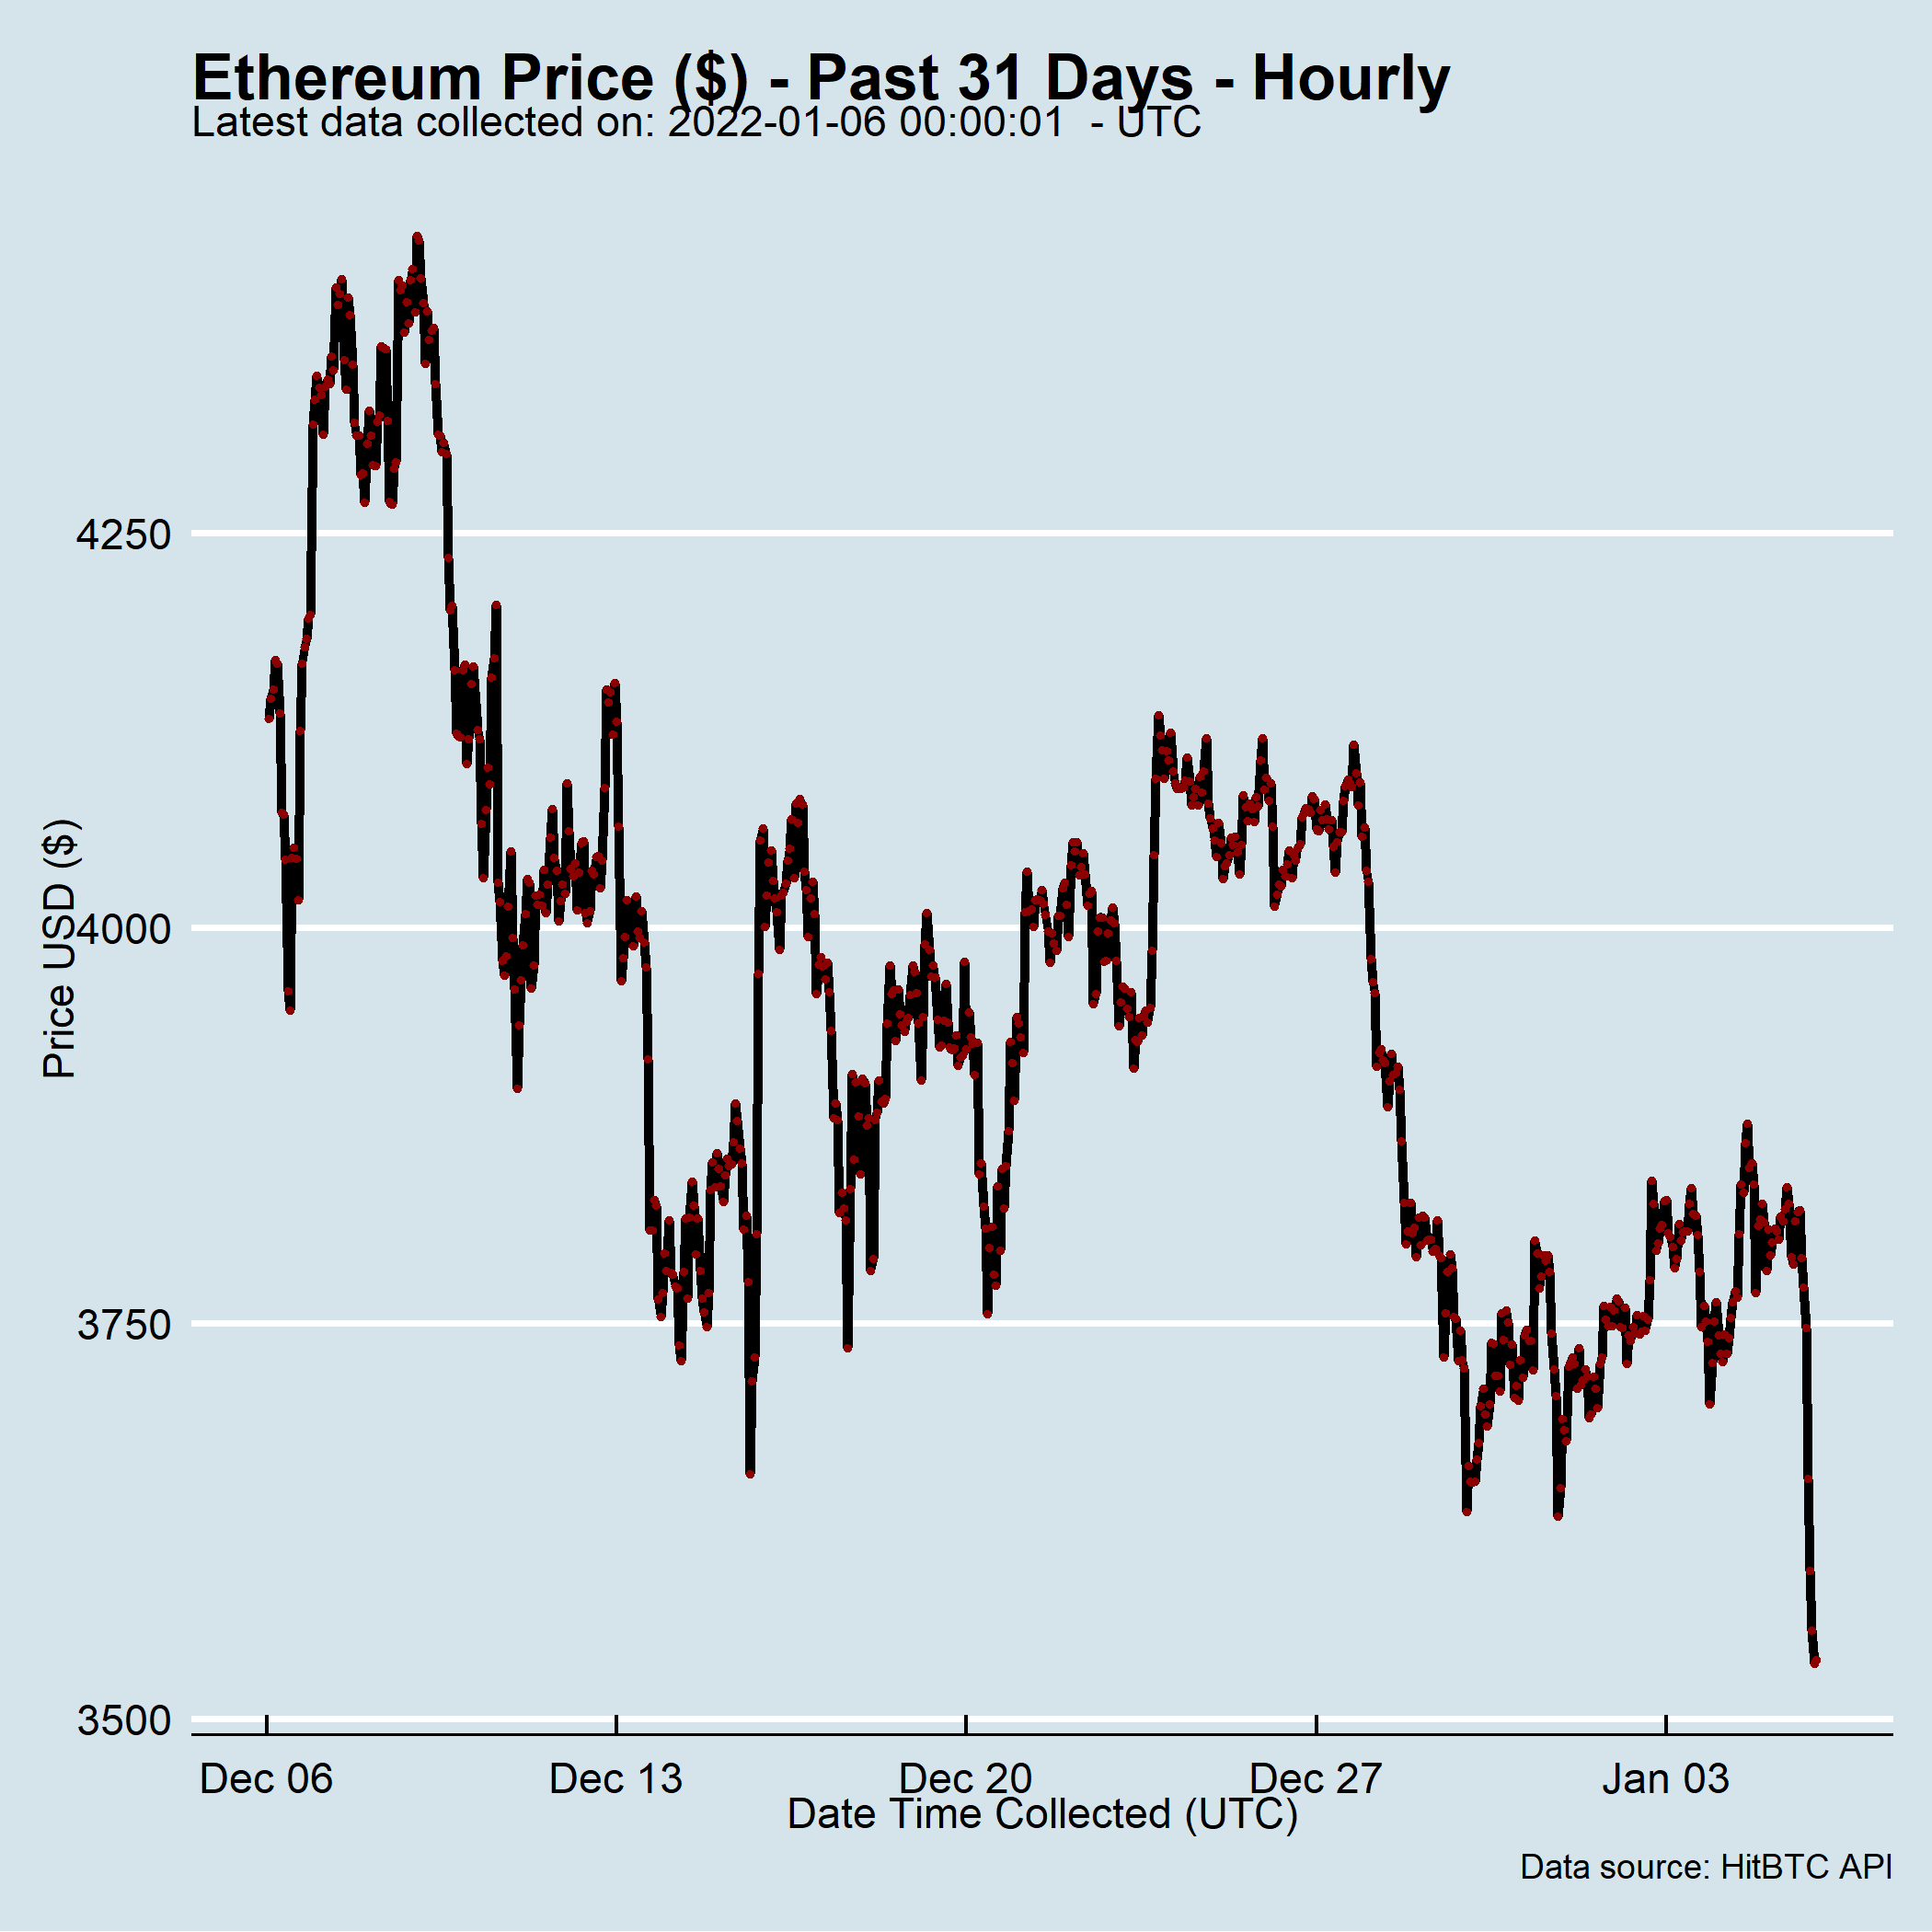 Ethereum Price ($) - Past 31 Days - Hourly
Latest data collected on: 2022-01-06 00:00:01  - UTC
Price USD ($)
4250
4000
3750
3500
Dec 06
Dec 13
Dec 20
Dec 27
Jan 03
Date Time Collected (UTC)
Data source: HitBTC API